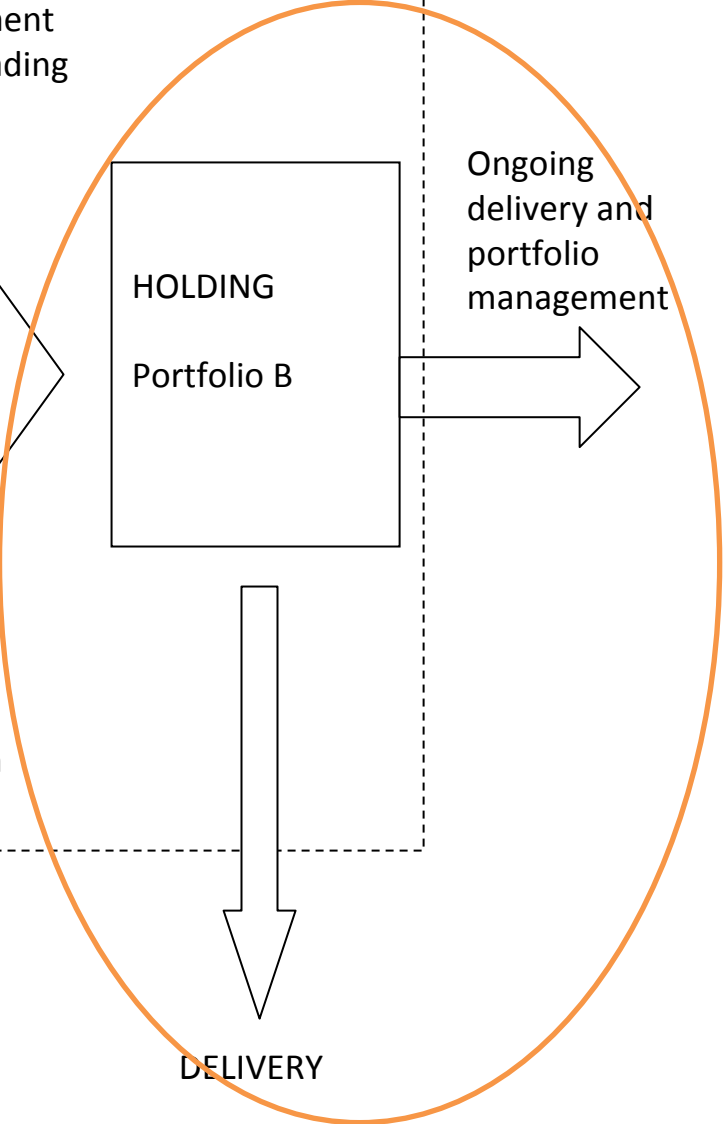 Ongoing
delivery and
portfolio
management
HOLDING
Portfolio B
DELIVERY